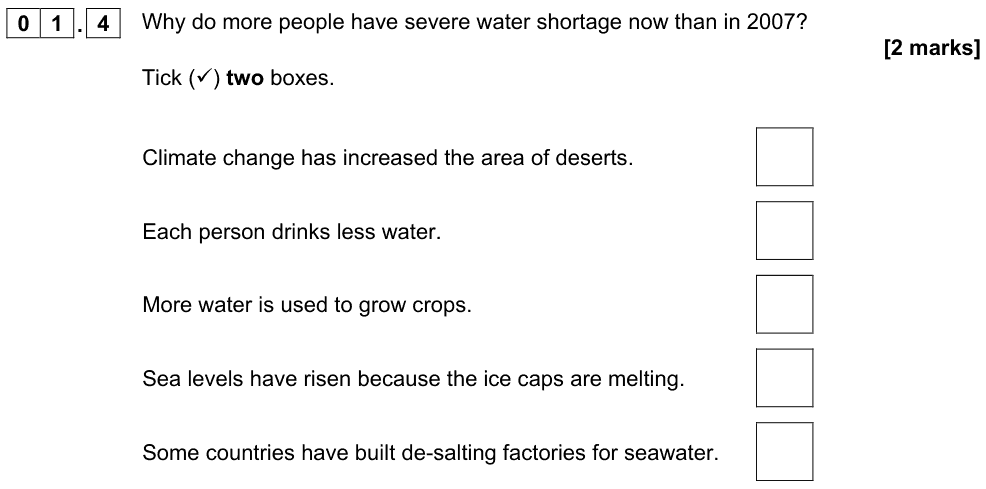 01.4 Why do more people have severe water shortage now than in 2007?
[2 marks]
Tick (✓) two boxes.
Climate change has increased the area of deserts.
Each person drinks less water.
More water is used to grow crops.
Sea levels have risen because the ice caps are melting.
Some countries have built de-salting factories for seawater.